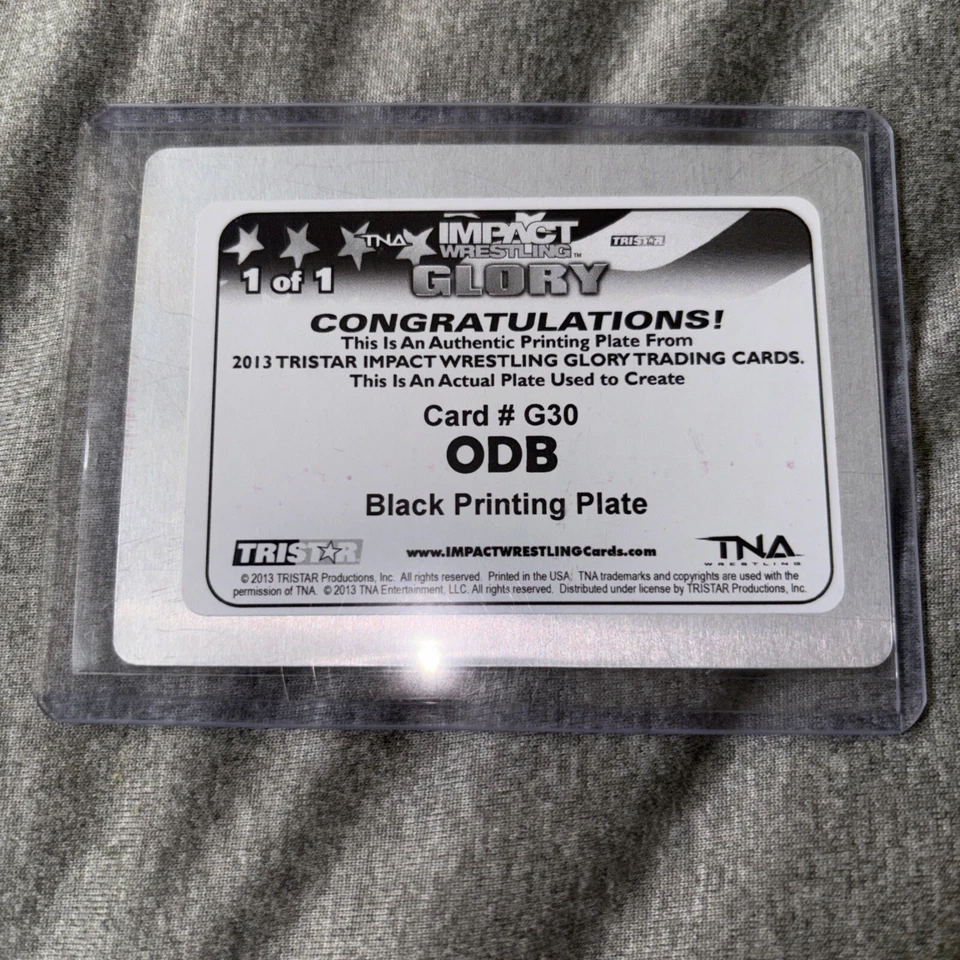 TNA IMPACT WRESTLING™ TRISTAR
1 of 1 GLORY
CONGRATULATIONS!
This Is An Authentic Printing Plate From
2013 TRISTAR IMPACT WRESTLING GLORY TRADING CARDS.
This Is An Actual Plate Used to Create
Card # G30
ODB
Black Printing Plate
TRISTAR www.IMPACTWRESTLINGCards.com TNA WRESTLING
© 2013 TRISTAR Productions, Inc. All rights reserved. Printed in the USA. TNA trademarks and copyrights are used with the
permission of TNA. © 2013 TNA Entertainment, LLC. All rights reserved. Distributed under license by TRISTAR Productions, Inc.